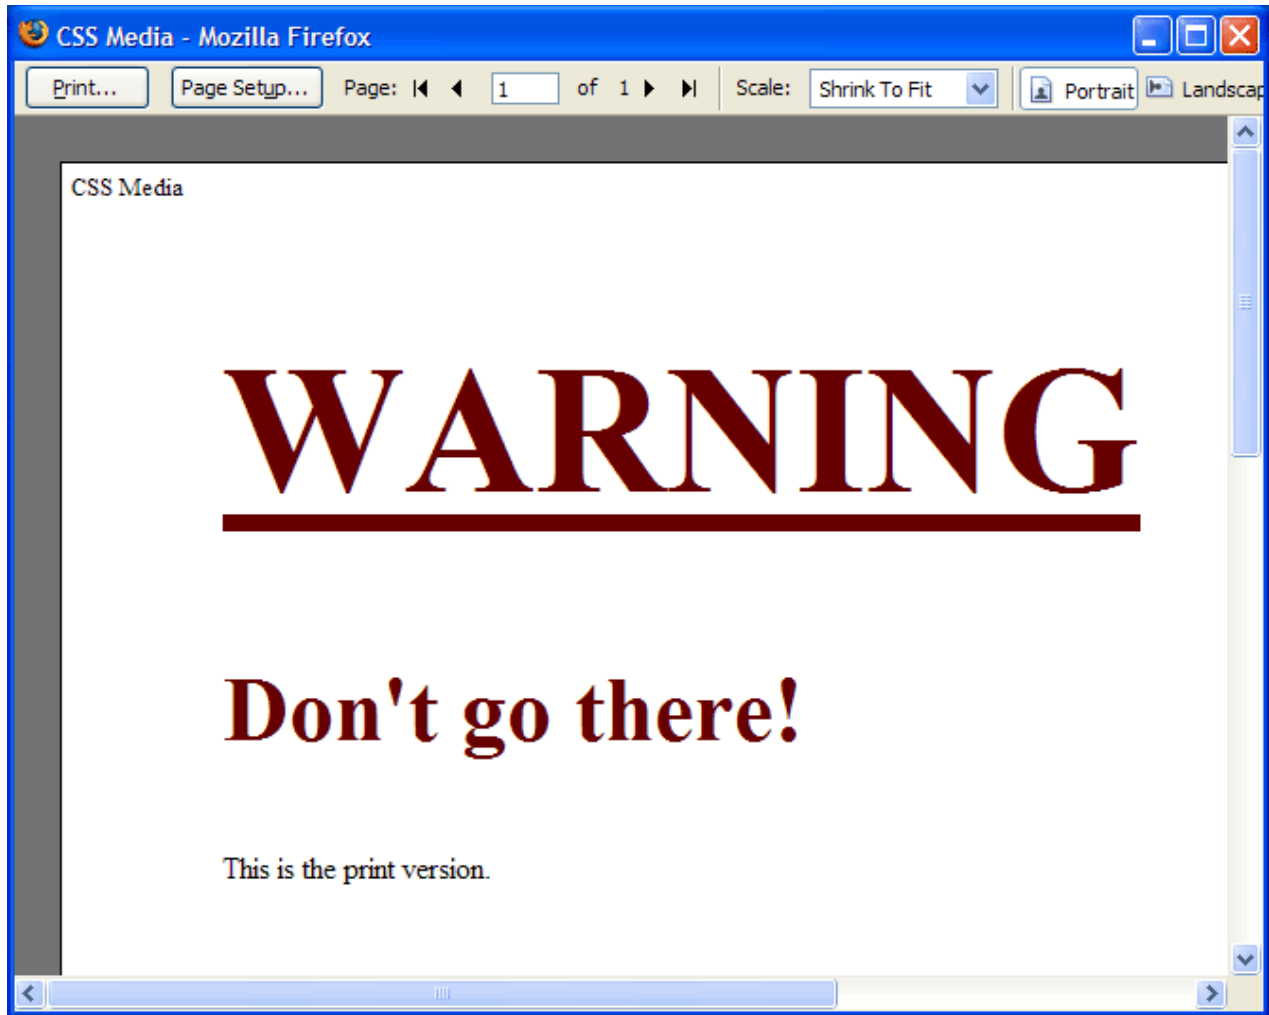 CSS Media - Mozilla Firefox
Print... Page Setup... Page: 1 of 1 Scale: Shrink To Fit Portrait Landscap
CSS Media
WARNING
Don't go there!
This is the print version.